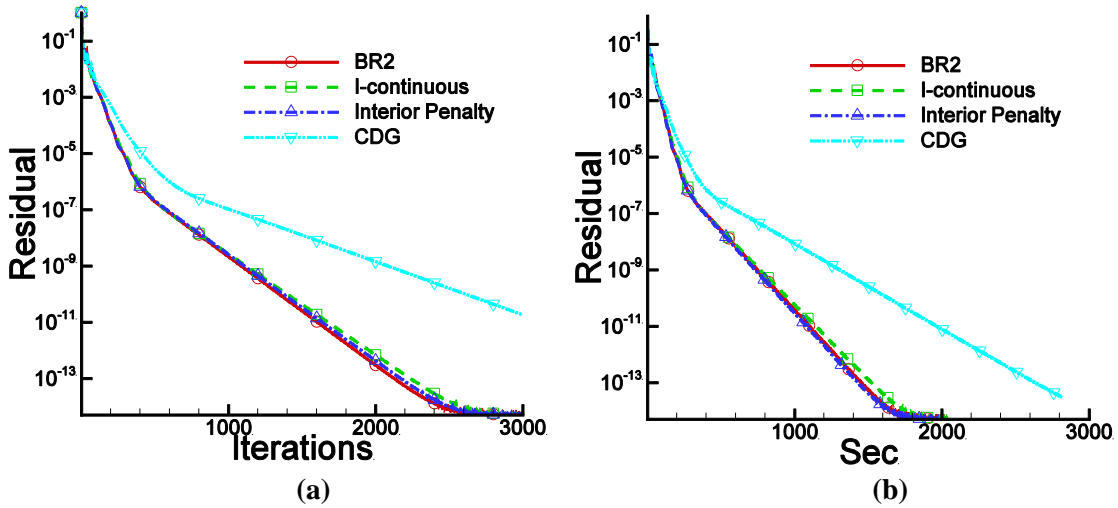 10-1
10-3
10-5
10-7
10-9
10-11
10-13
Residual
BR2
I-continuous
Interior Penalty
CDG
1000 2000 3000
Iterations
(a)
10-1
10-3
10-5
10-7
10-9
10-11
10-13
Residual
BR2
I-continuous
Interior Penalty
CDG
1000 2000 3000
Sec
(b)